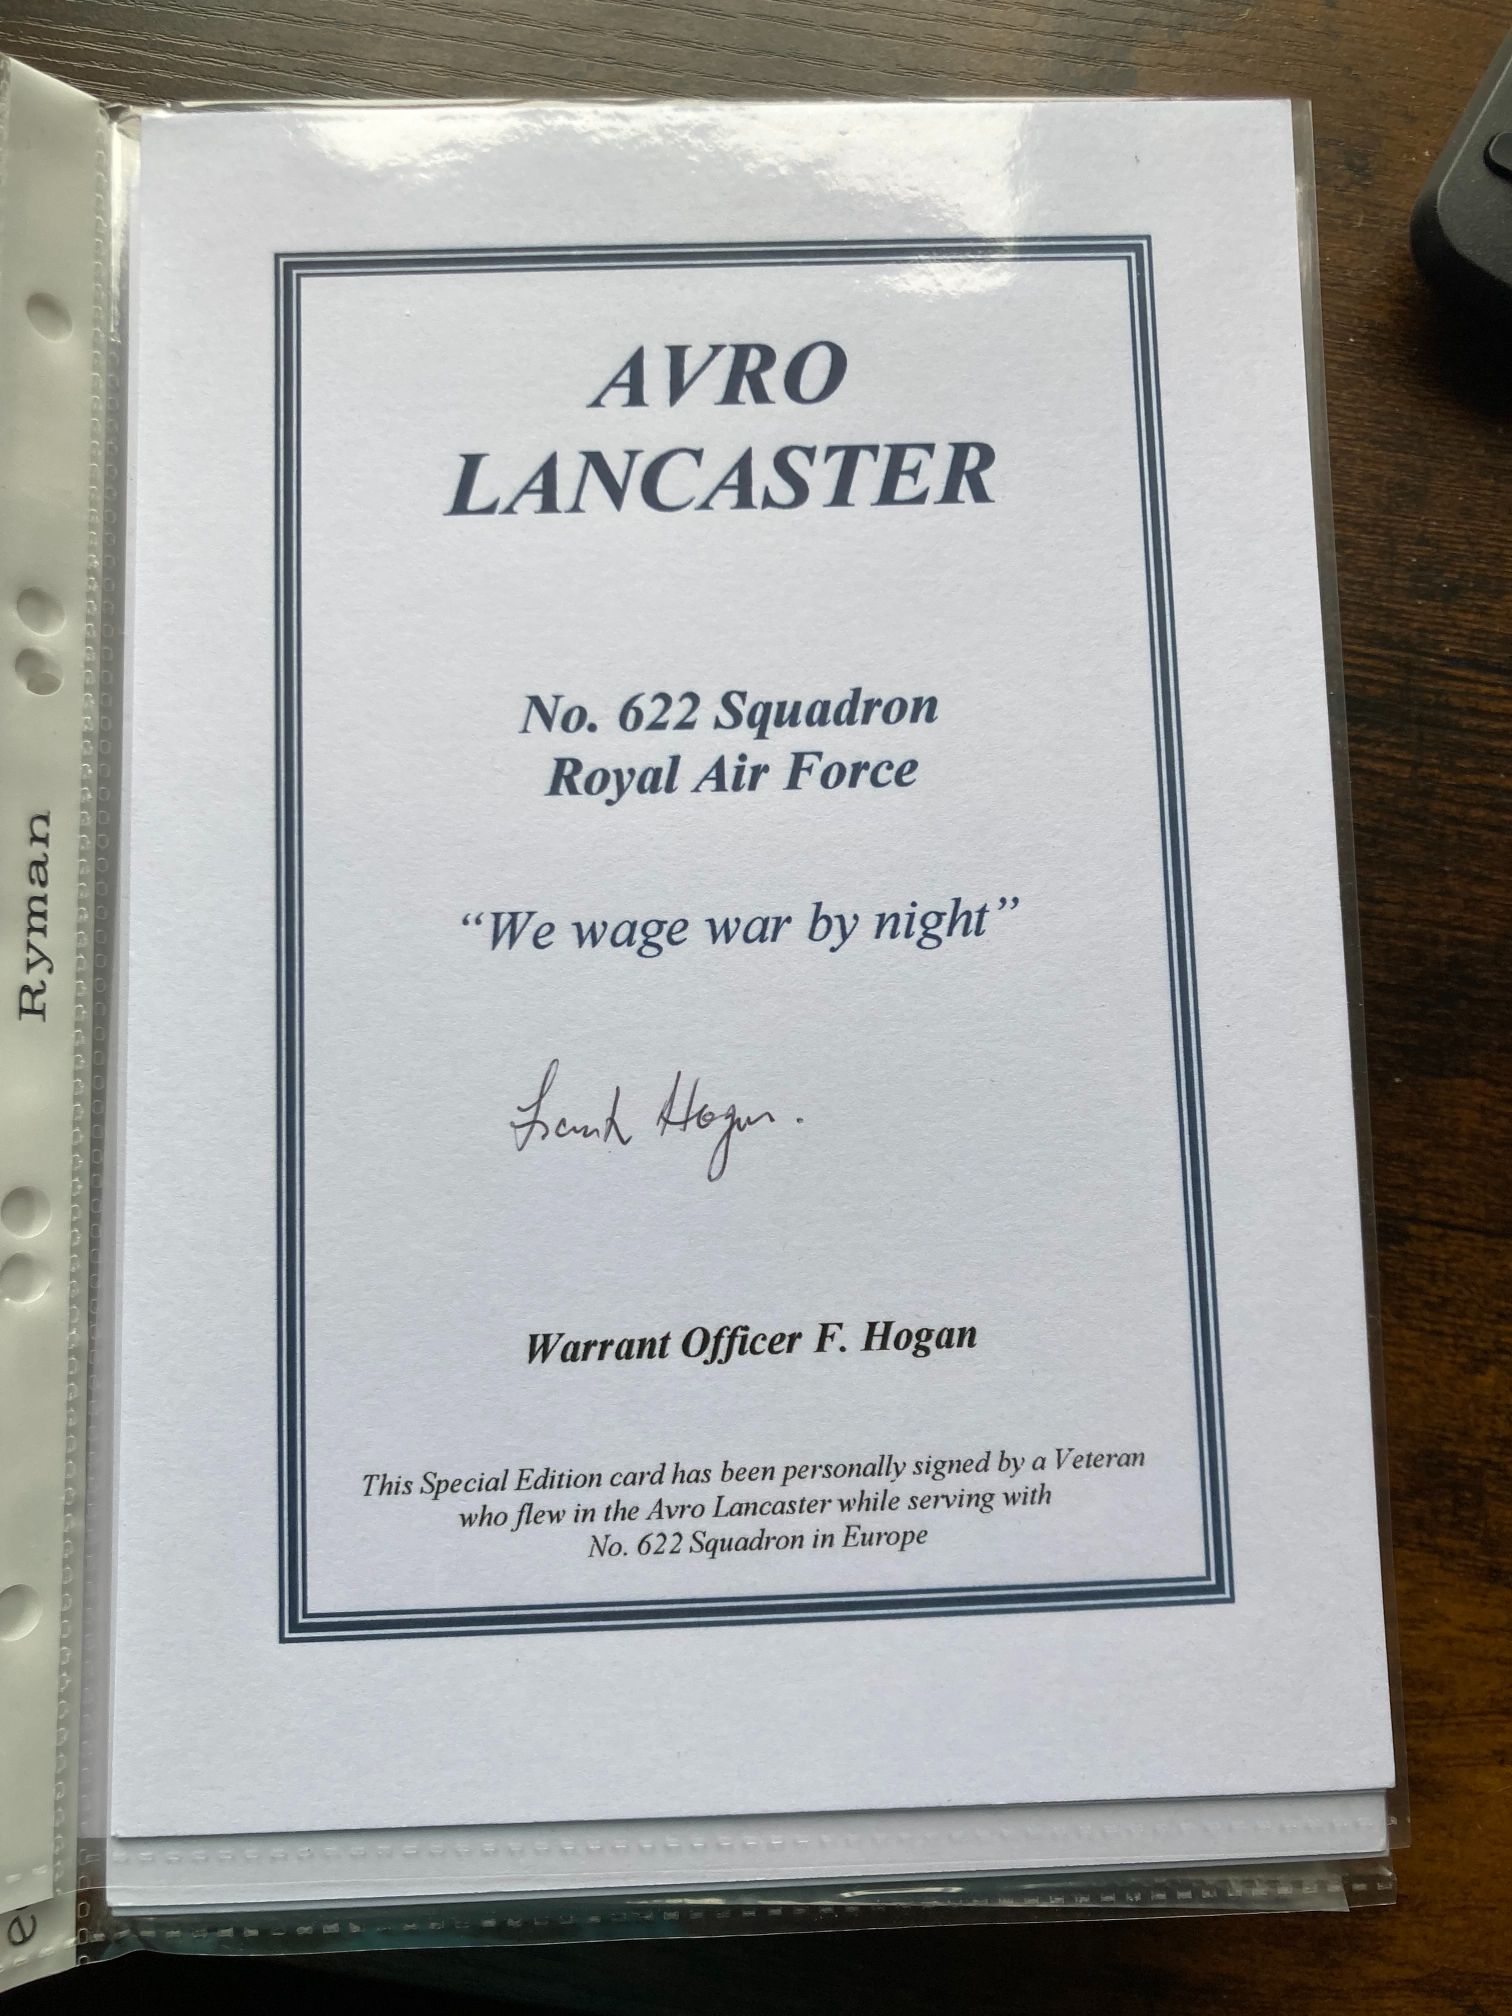 AVRO
LANCASTER
No. 622 Squadron
Royal Air Force
“We wage war by night”
Frank Hogan.
Warrant Officer F. Hogan
This Special Edition card has been personally signed by a Veteran
who flew in the Avro Lancaster while serving with
No. 622 Squadron in Europe
Ryman